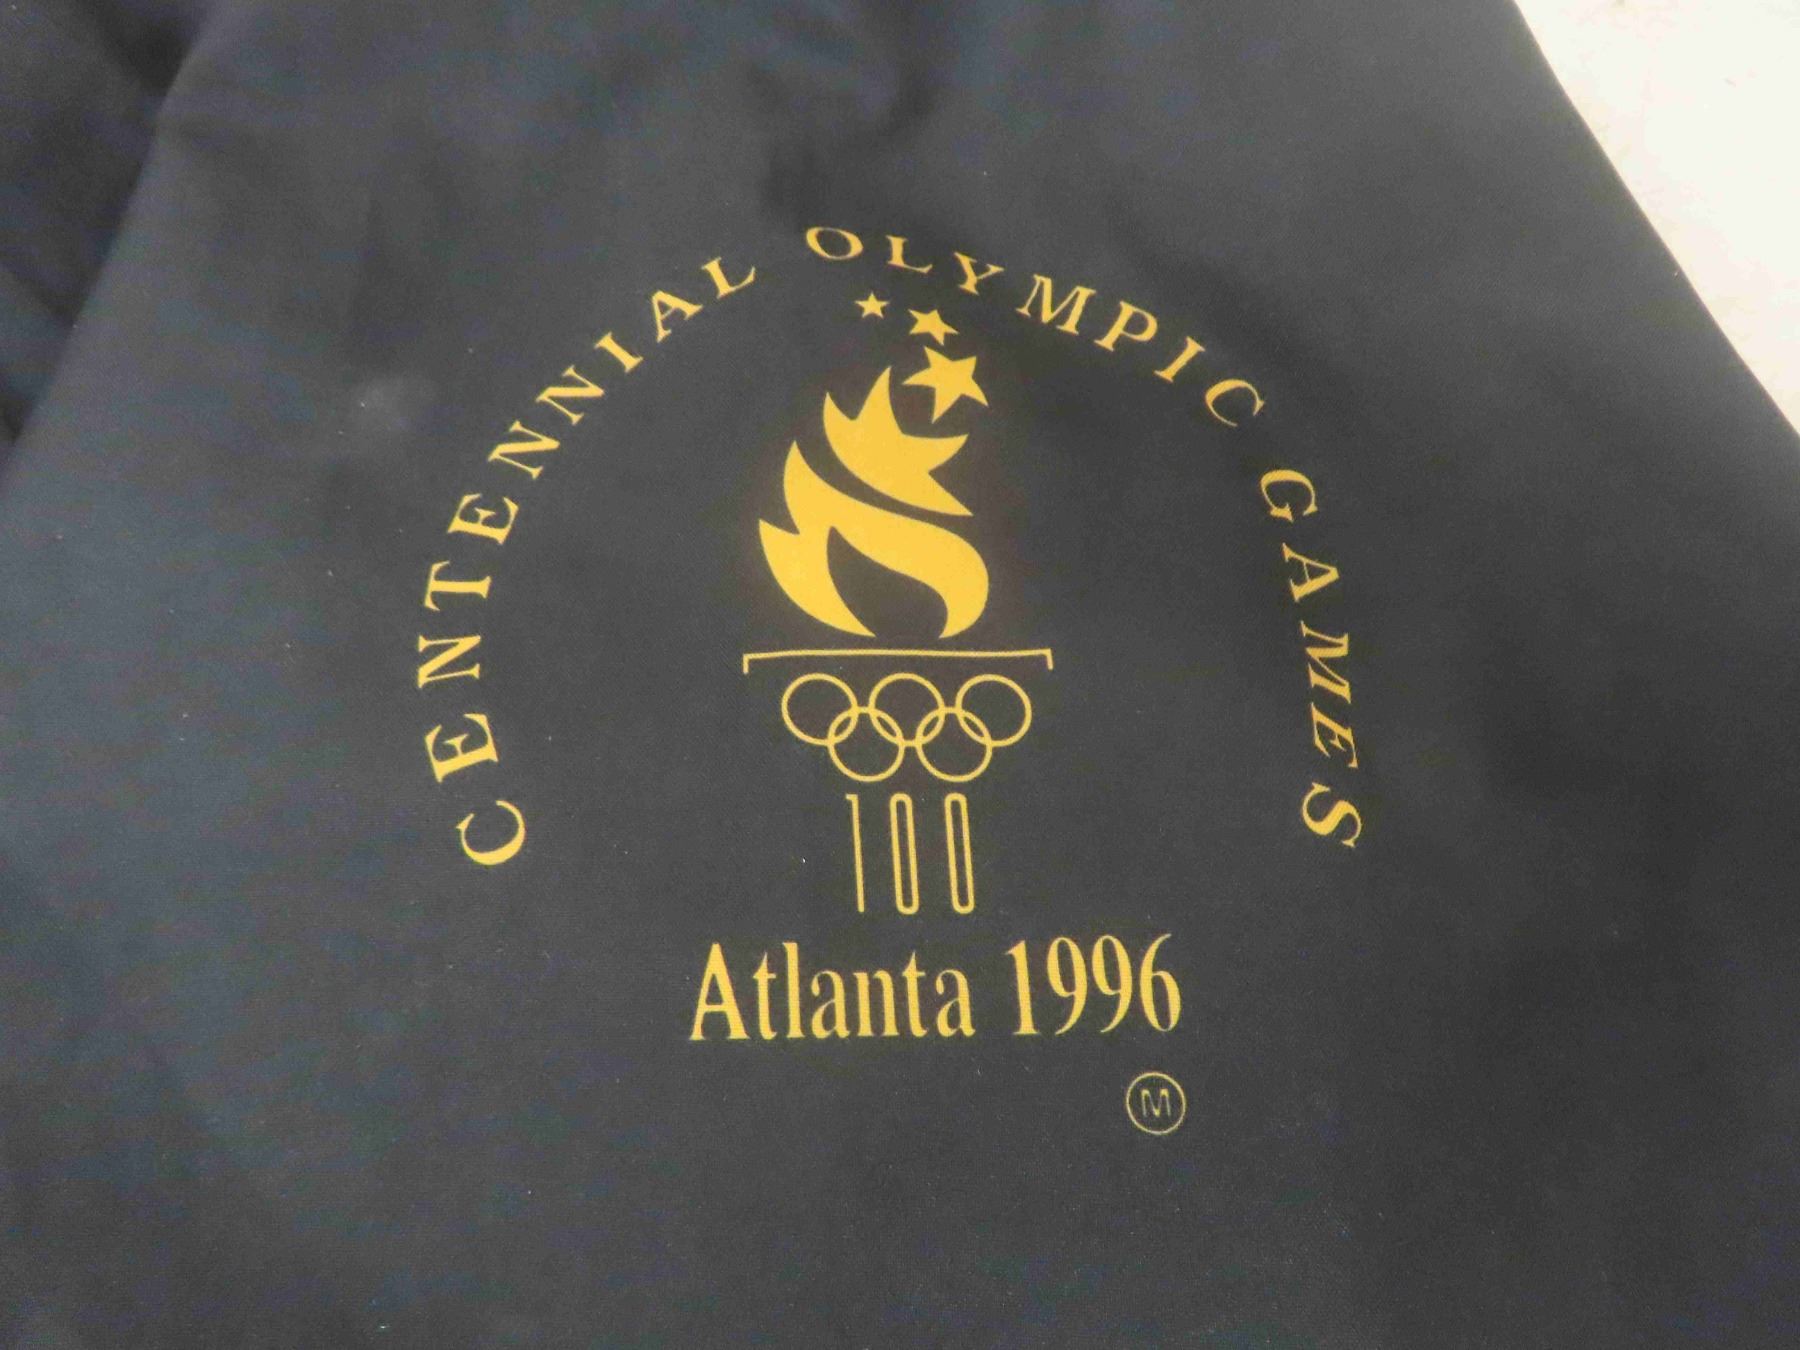 CENTENNIAL OLYMPIC GAMES
100
Atlanta 1996
M